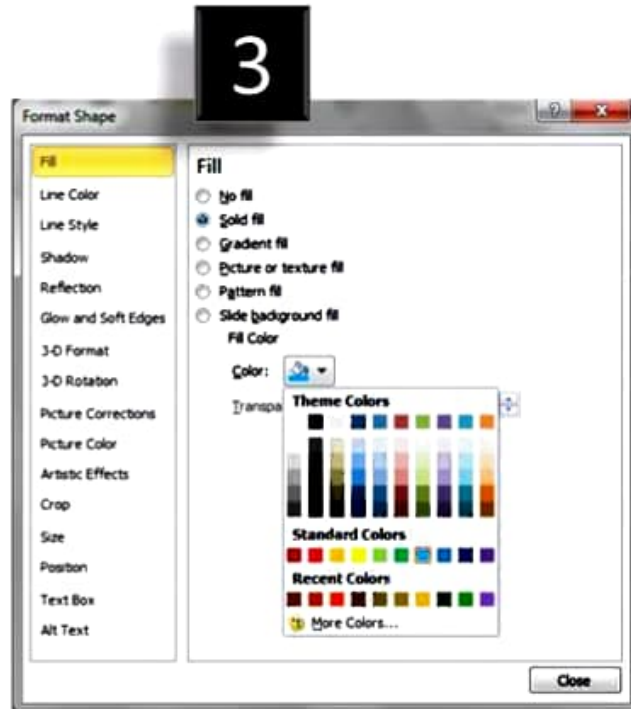 3
Format Shape
Fill
Line Color
Line Style
Shadow
Reflection
Glow and Soft Edges
3-D Format
3-D Rotation
Picture Corrections
Picture Color
Artistic Effects
Crop
Size
Position
Text Box
Alt Text
Fill
No fill
Solid fill
Gradient fill
Picture or texture fill
Pattern fill
Slide background fill
Fill Color
Color:
Transpa
Theme Colors
Standard Colors
Recent Colors
More Colors...
Close